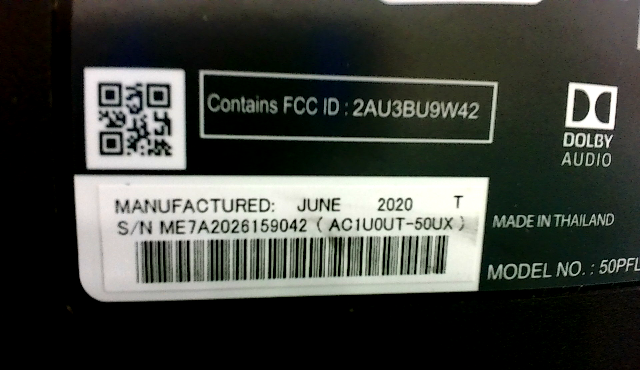 Contains FCC ID : 2AU3BU9W42
DOLBY
AUDIO
MANUFACTURED: JUNE 2020 T
S/N ME7A2026159042 ( AC1U0UT-50UX )
MADE IN THAILAND
MODEL NO. : 50PFL